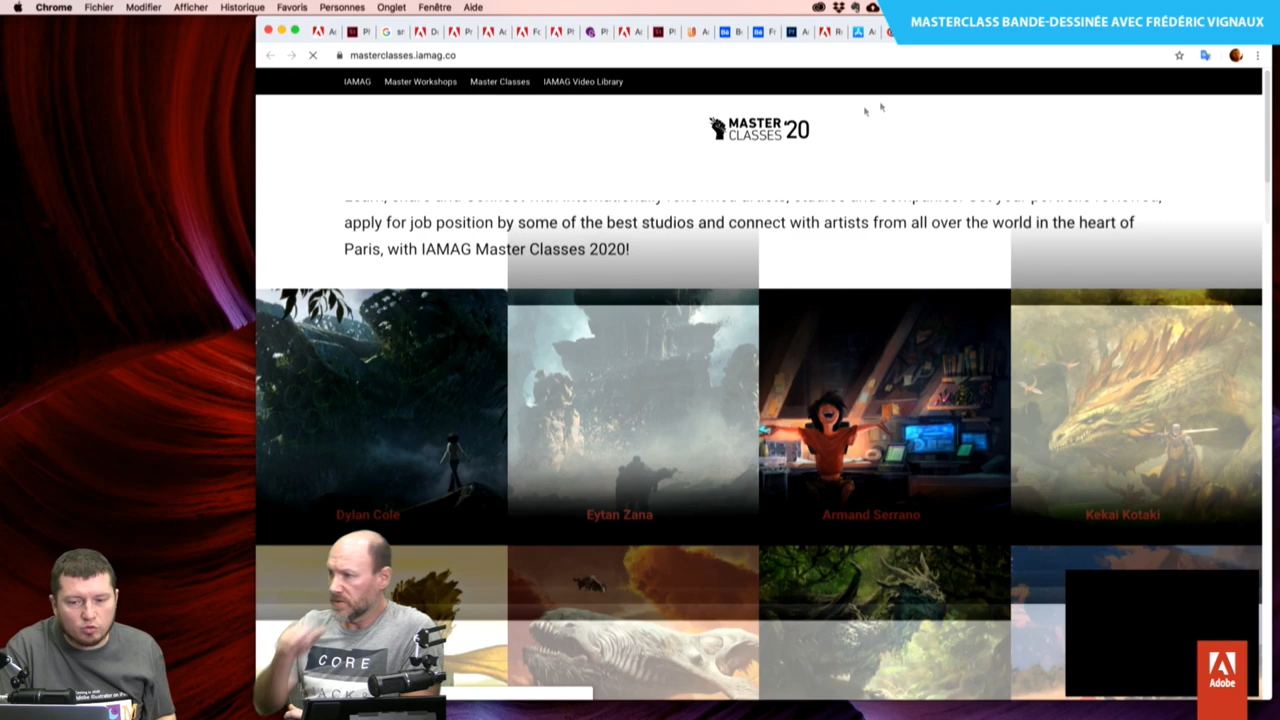 Chrome Fichier Modifier Afficher Historique Favoris Personnes Onglet Fenêtre Aide
MASTERCLASS BANDE-DESSINÉE AVEC FRÉDÉRIC VIGNAUX
masterclasses.iamag.co
IAMAG Master Workshops Master Classes IAMAG Video Library
MASTER CLASSES '20
apply for job position by some of the best studios and connect with artists from all over the world in the heart of
Paris, with IAMAG Master Classes 2020!
Dylan Cole Eytan Zana Armand Serrano Kekai Kotaki
CORE
Adobe